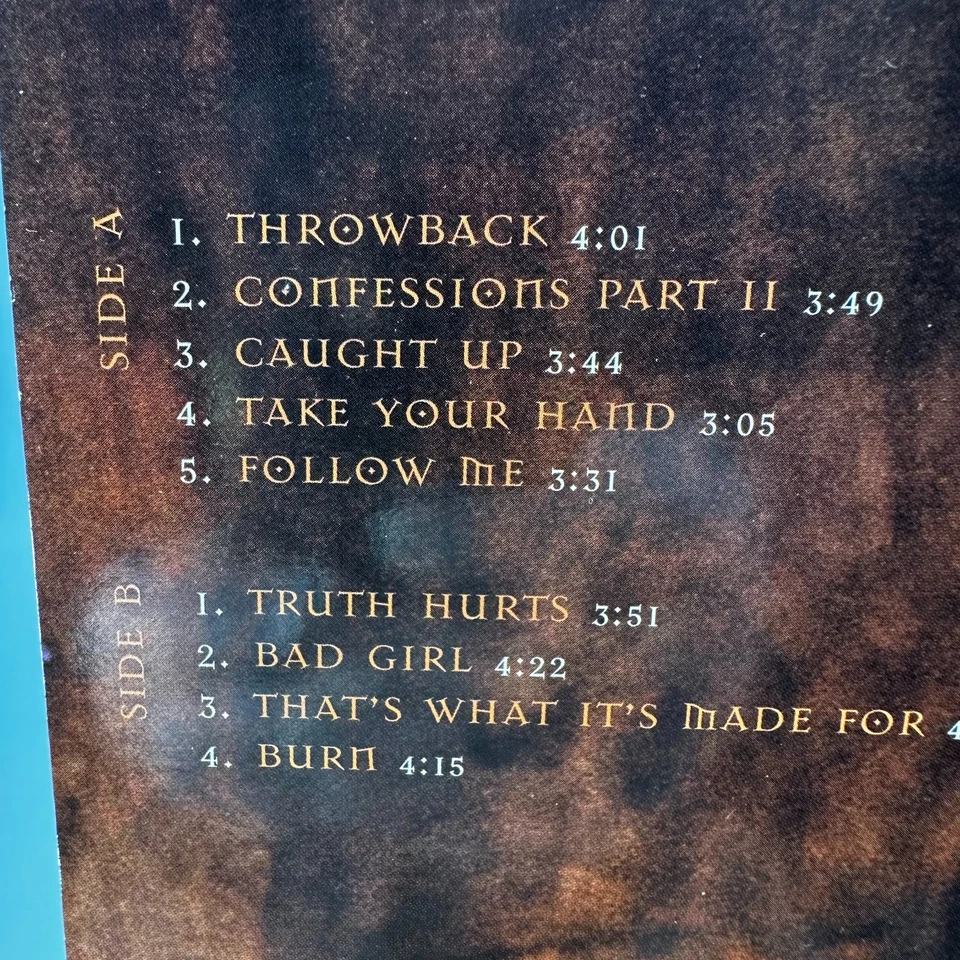 SIDE A
1. THROWBACK 4:01
2. CONFESSIONS PART II 3:49
3. CAUGHT UP 3:44
4. TAKE YOUR HAND 3:05
5. FOLLOW ME 3:31
SIDE B
1. TRUTH HURTS 3:51
2. BAD GIRL 4:22
3. THAT'S WHAT IT'S MADE FOR
4. BURN 4:15